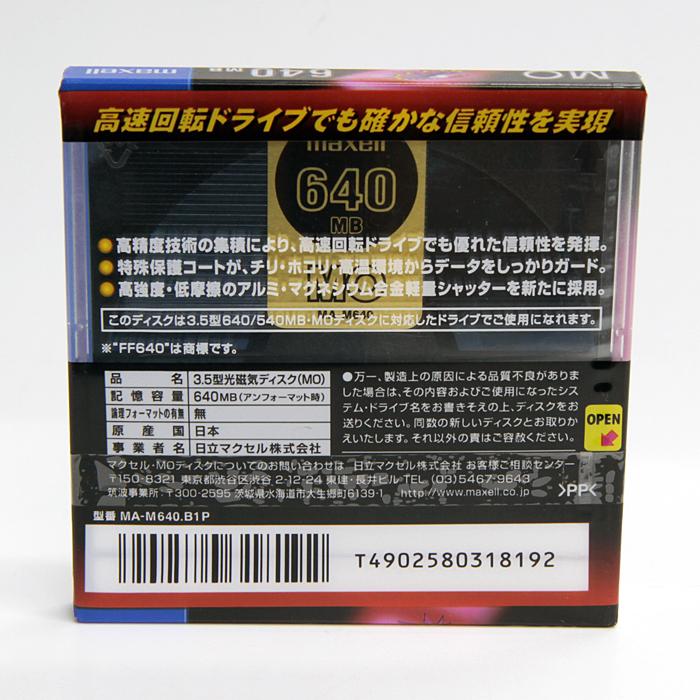 maxell
640 MB
MO
高速回転ドライブでも確かな信頼性を実現
maxell
640
MB
●高精度技術の集積により、高速回転ドライブでも優れた信頼性を発揮。
●特殊保護コートが、チリ・ホコリ・高温環境からデータをしっかりガード。
●高強度・低摩擦のアルミ・マグネシウム合金軽量シャッターを新たに採用。
MO
MA-M640
このディスクは3.5型640/540MB・MOディスクに対応したドライブでご使用になれます。
※"FF640"は商標です。
品名 3.5型光磁気ディスク(MO)
記憶容量 640MB(アンフォーマット時)
論理フォーマットの有無 無
原産国 日本
事業者名 日立マクセル株式会社
●万一、製造上の原因による品質不良がありま
した場合は、その内容およびご使用になったシス
テム・ドライブ名をお書きそえの上、ディスクをお
送りください。同数の新しいディスクとお取りか
えいたします。それ以外の責はご容赦ください。
OPEN
マクセル・MOディスクについてのお問い合わせは 日立マクセル株式会社 お客様ご相談センター
〒150-8321 東京都渋谷区渋谷2-12-24 東建・長井ビル TEL(03)5467-9643
筑波事業所:〒300-2595 茨城県水海道市大生郷町6139-1 http://www.maxell.co.jp
>PP<
型番 MA-M640.B1P
T4902580318192